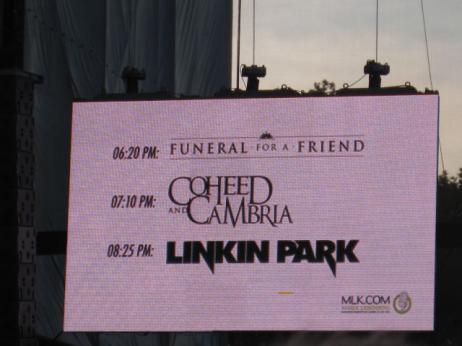 06:20 PM: FUNERAL FOR A FRIEND
07:10 PM: COHEED AND CAMBRIA
08:25 PM: LINKIN PARK
MLK.COM